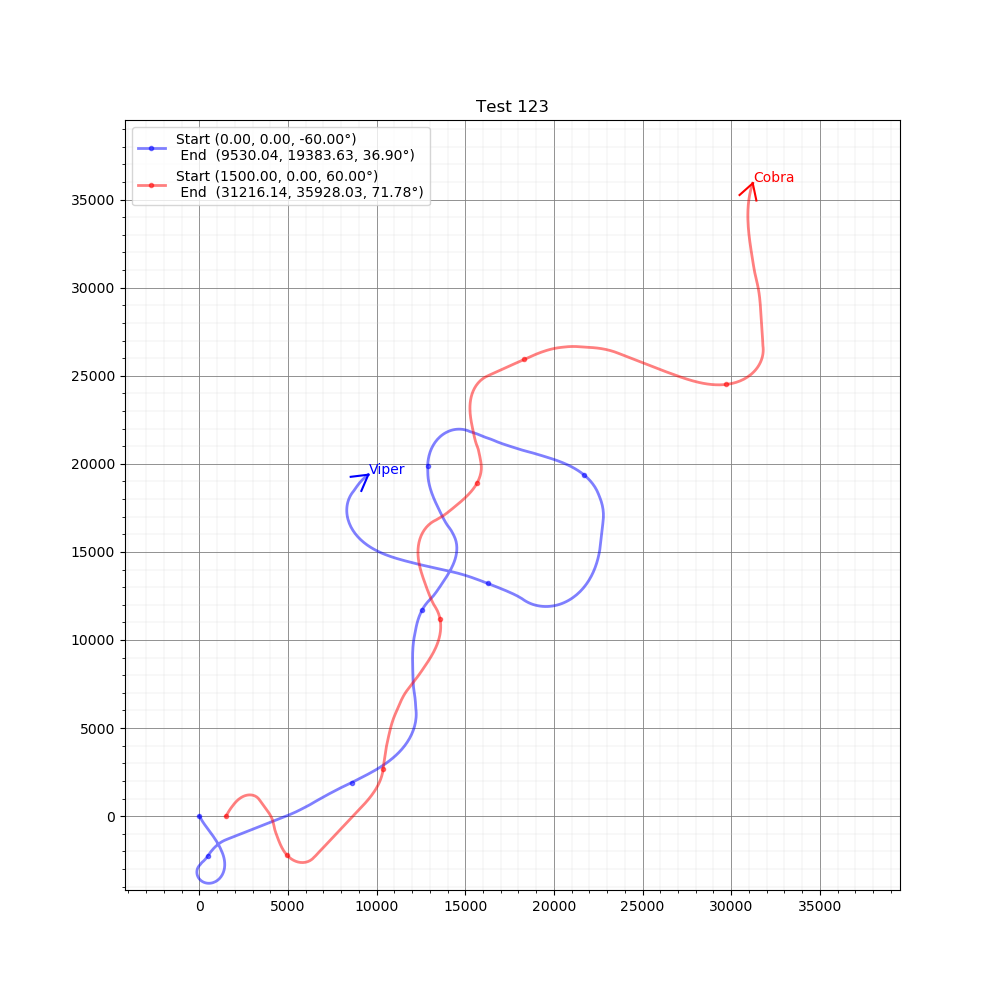 Test 123
Start (0.00, 0.00, -60.00°)
End (9530.04, 19383.63, 36.90°)
Start (1500.00, 0.00, 60.00°)
End (31216.14, 35928.03, 71.78°)
Cobra
Viper
35000
30000
25000
20000
15000
10000
5000
0
0 5000 10000 15000 20000 25000 30000 35000